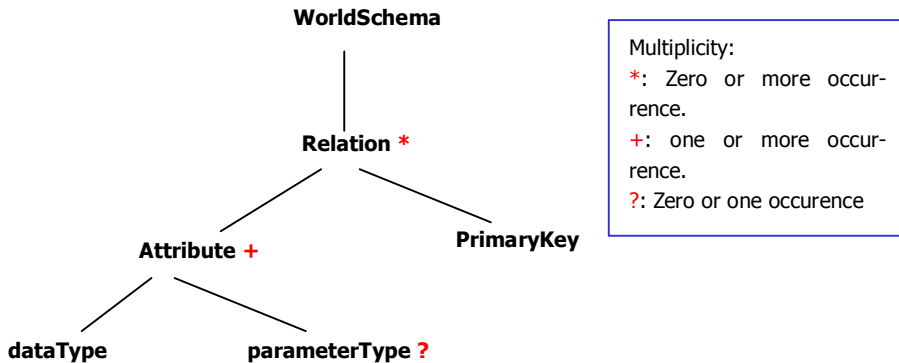 WorldSchema
Multiplicity:
*: Zero or more occur-
rence.
+: one or more occur-
rence.
?: Zero or one occurence
Relation *
Attribute +
PrimaryKey
dataType
parameterType ?